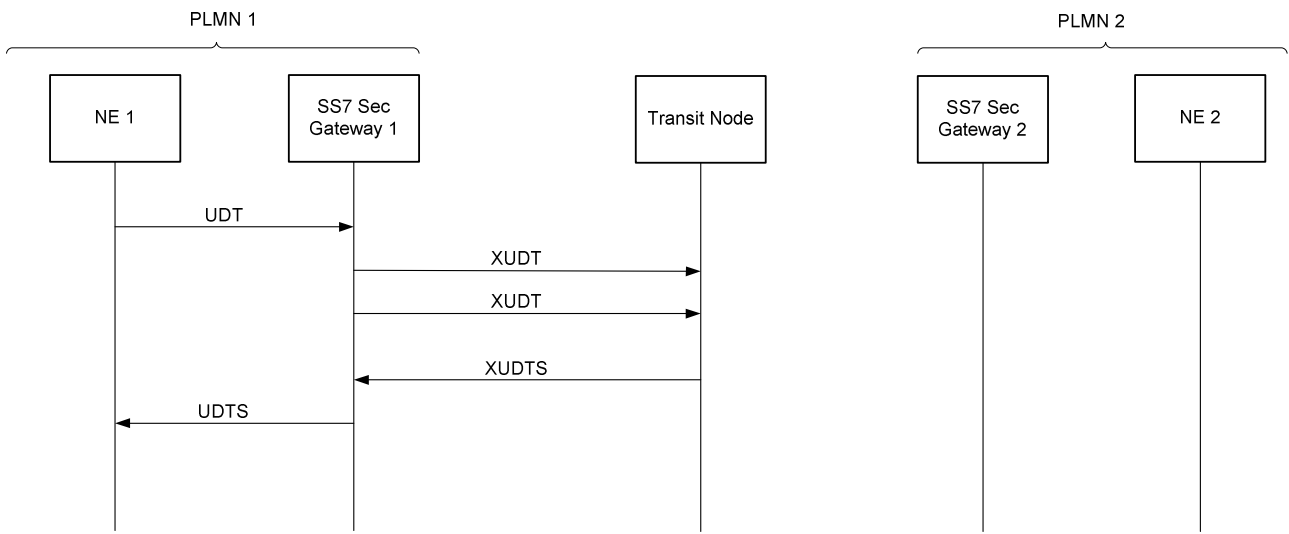 PLMN 1
PLMN 2
NE 1
SS7 Sec
Gateway 1
Transit Node
SS7 Sec
Gateway 2
NE 2
UDT
XUDT
XUDT
XUDTS
UDTS